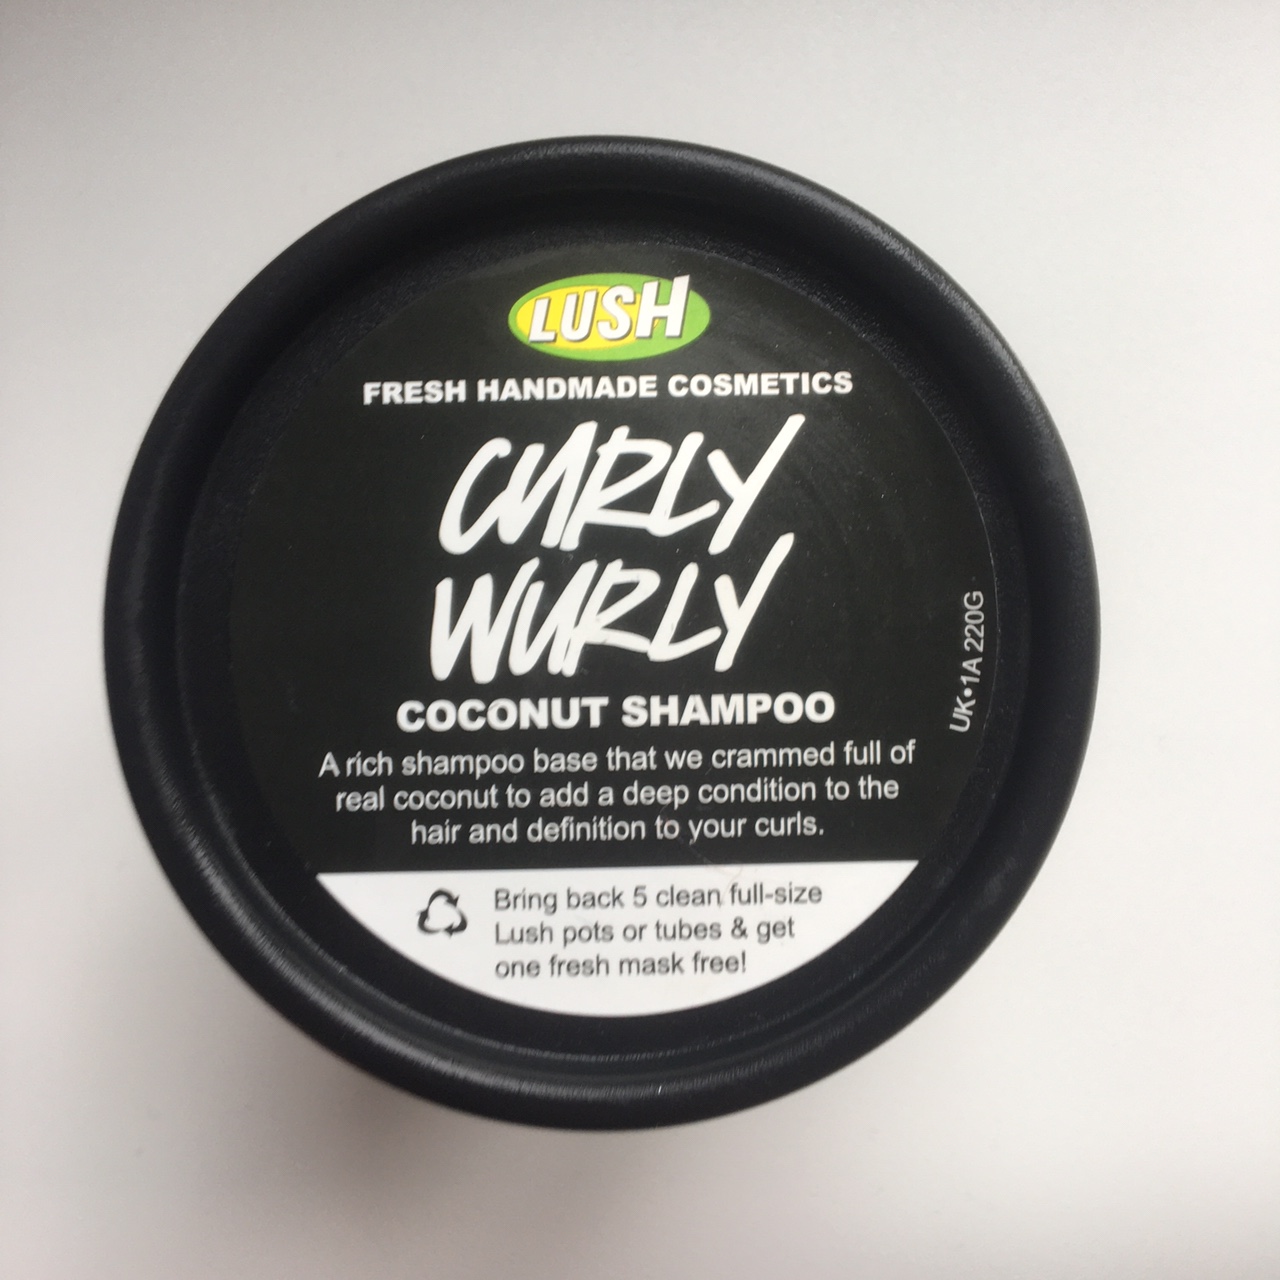 LUSH
FRESH HANDMADE COSMETICS
CURLY
WURLY
COCONUT SHAMPOO
A rich shampoo base that we crammed full of
real coconut to add a deep condition to the
hair and definition to your curls.
Bring back 5 clean full-size
Lush pots or tubes & get
one fresh mask free!
UK•1A 220G